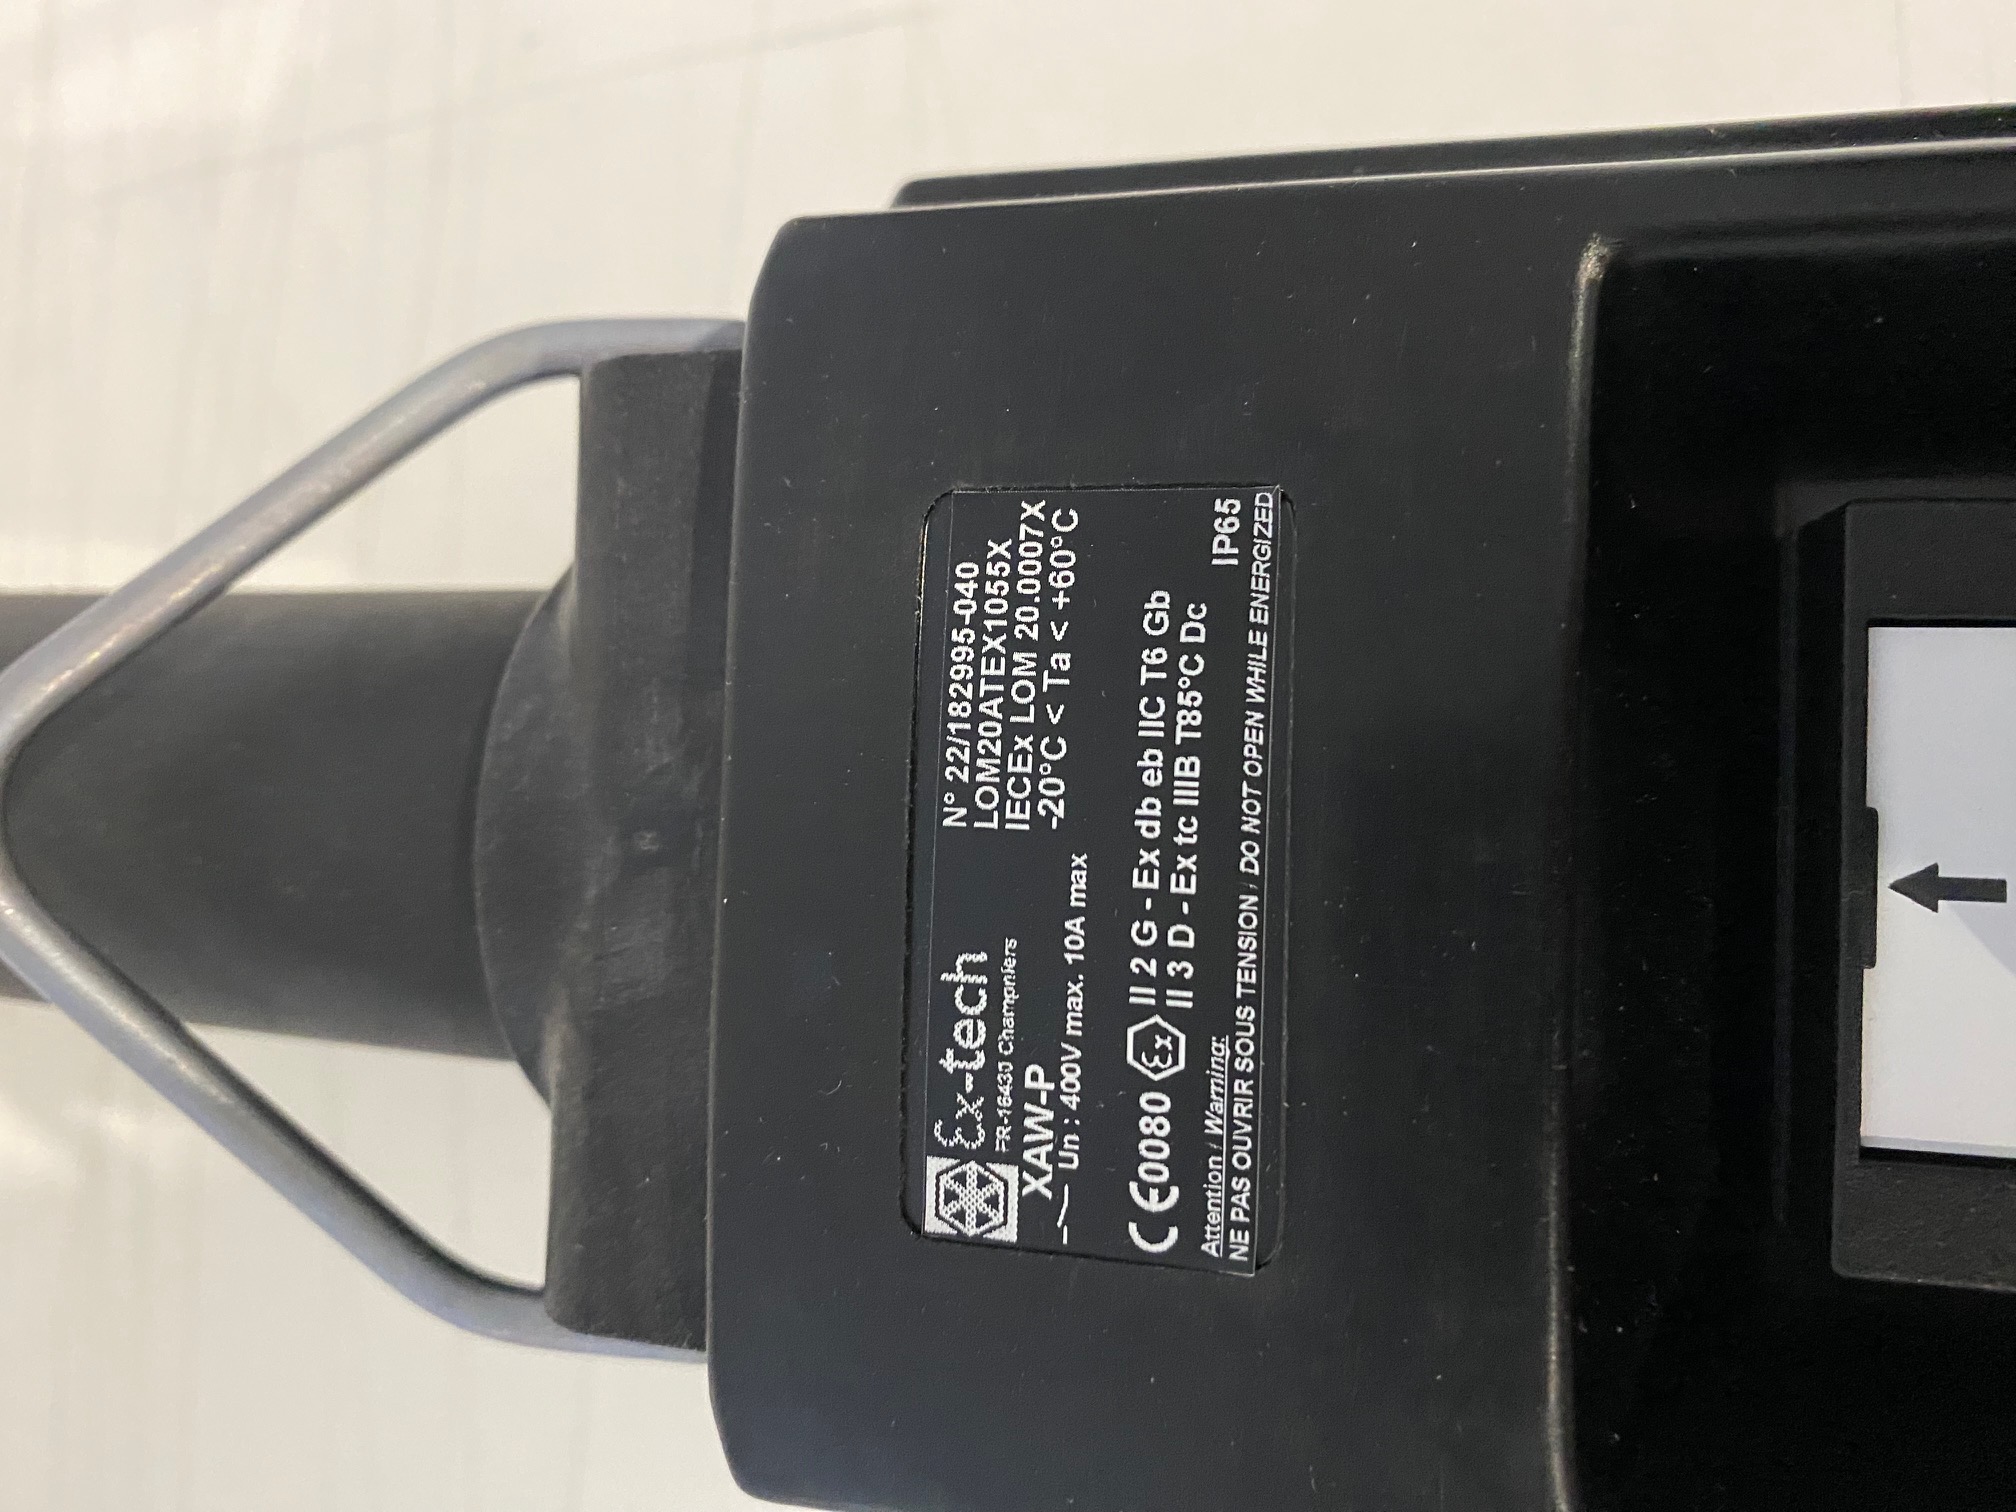 Ex-tech
FR-16430 Champniers
XAW-P
Un : 400V max. 10A max
N° 22/182995-040
LOM20ATEX1055X
IECEx LOM 20.0007X
-20°C < Ta < +60°C
CE0080 Ex II 2 G - Ex db eb IIC T6 Gb
II 3 D - Ex tc IIIB T85°C Dc
Attention / Warning: IP65
NE PAS OUVRIR SOUS TENSION / DO NOT OPEN WHILE ENERGIZED